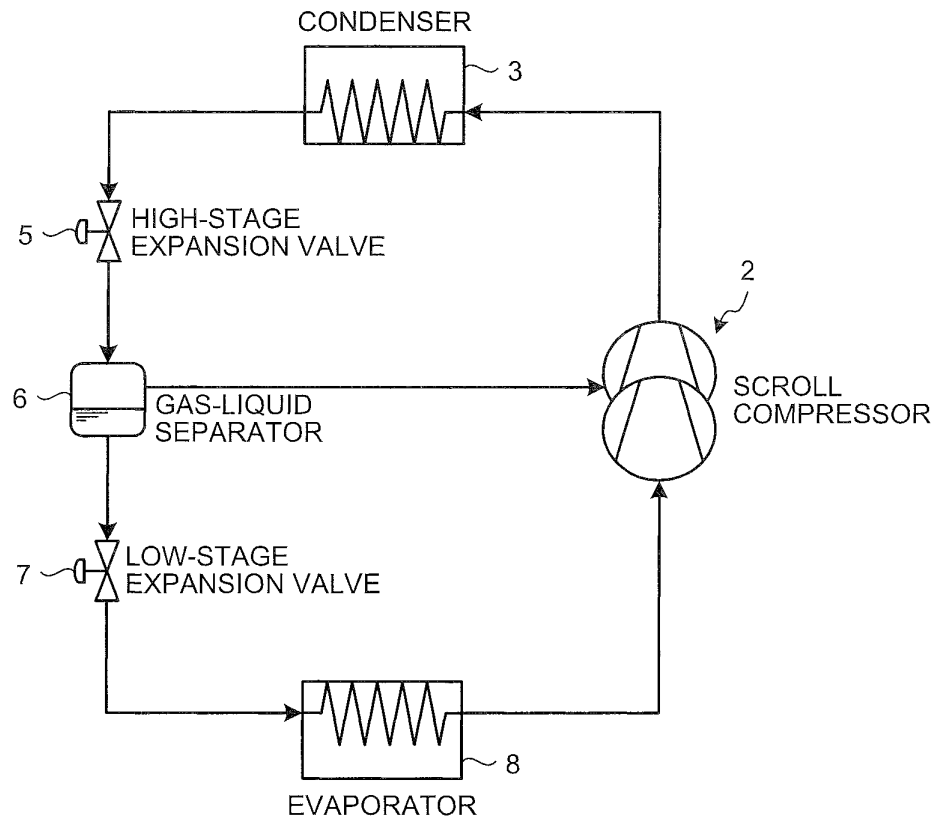 CONDENSER
3
5
HIGH-STAGE
EXPANSION VALVE
2
6
GAS-LIQUID
SEPARATOR
SCROLL
COMPRESSOR
7
LOW-STAGE
EXPANSION VALVE
8
EVAPORATOR